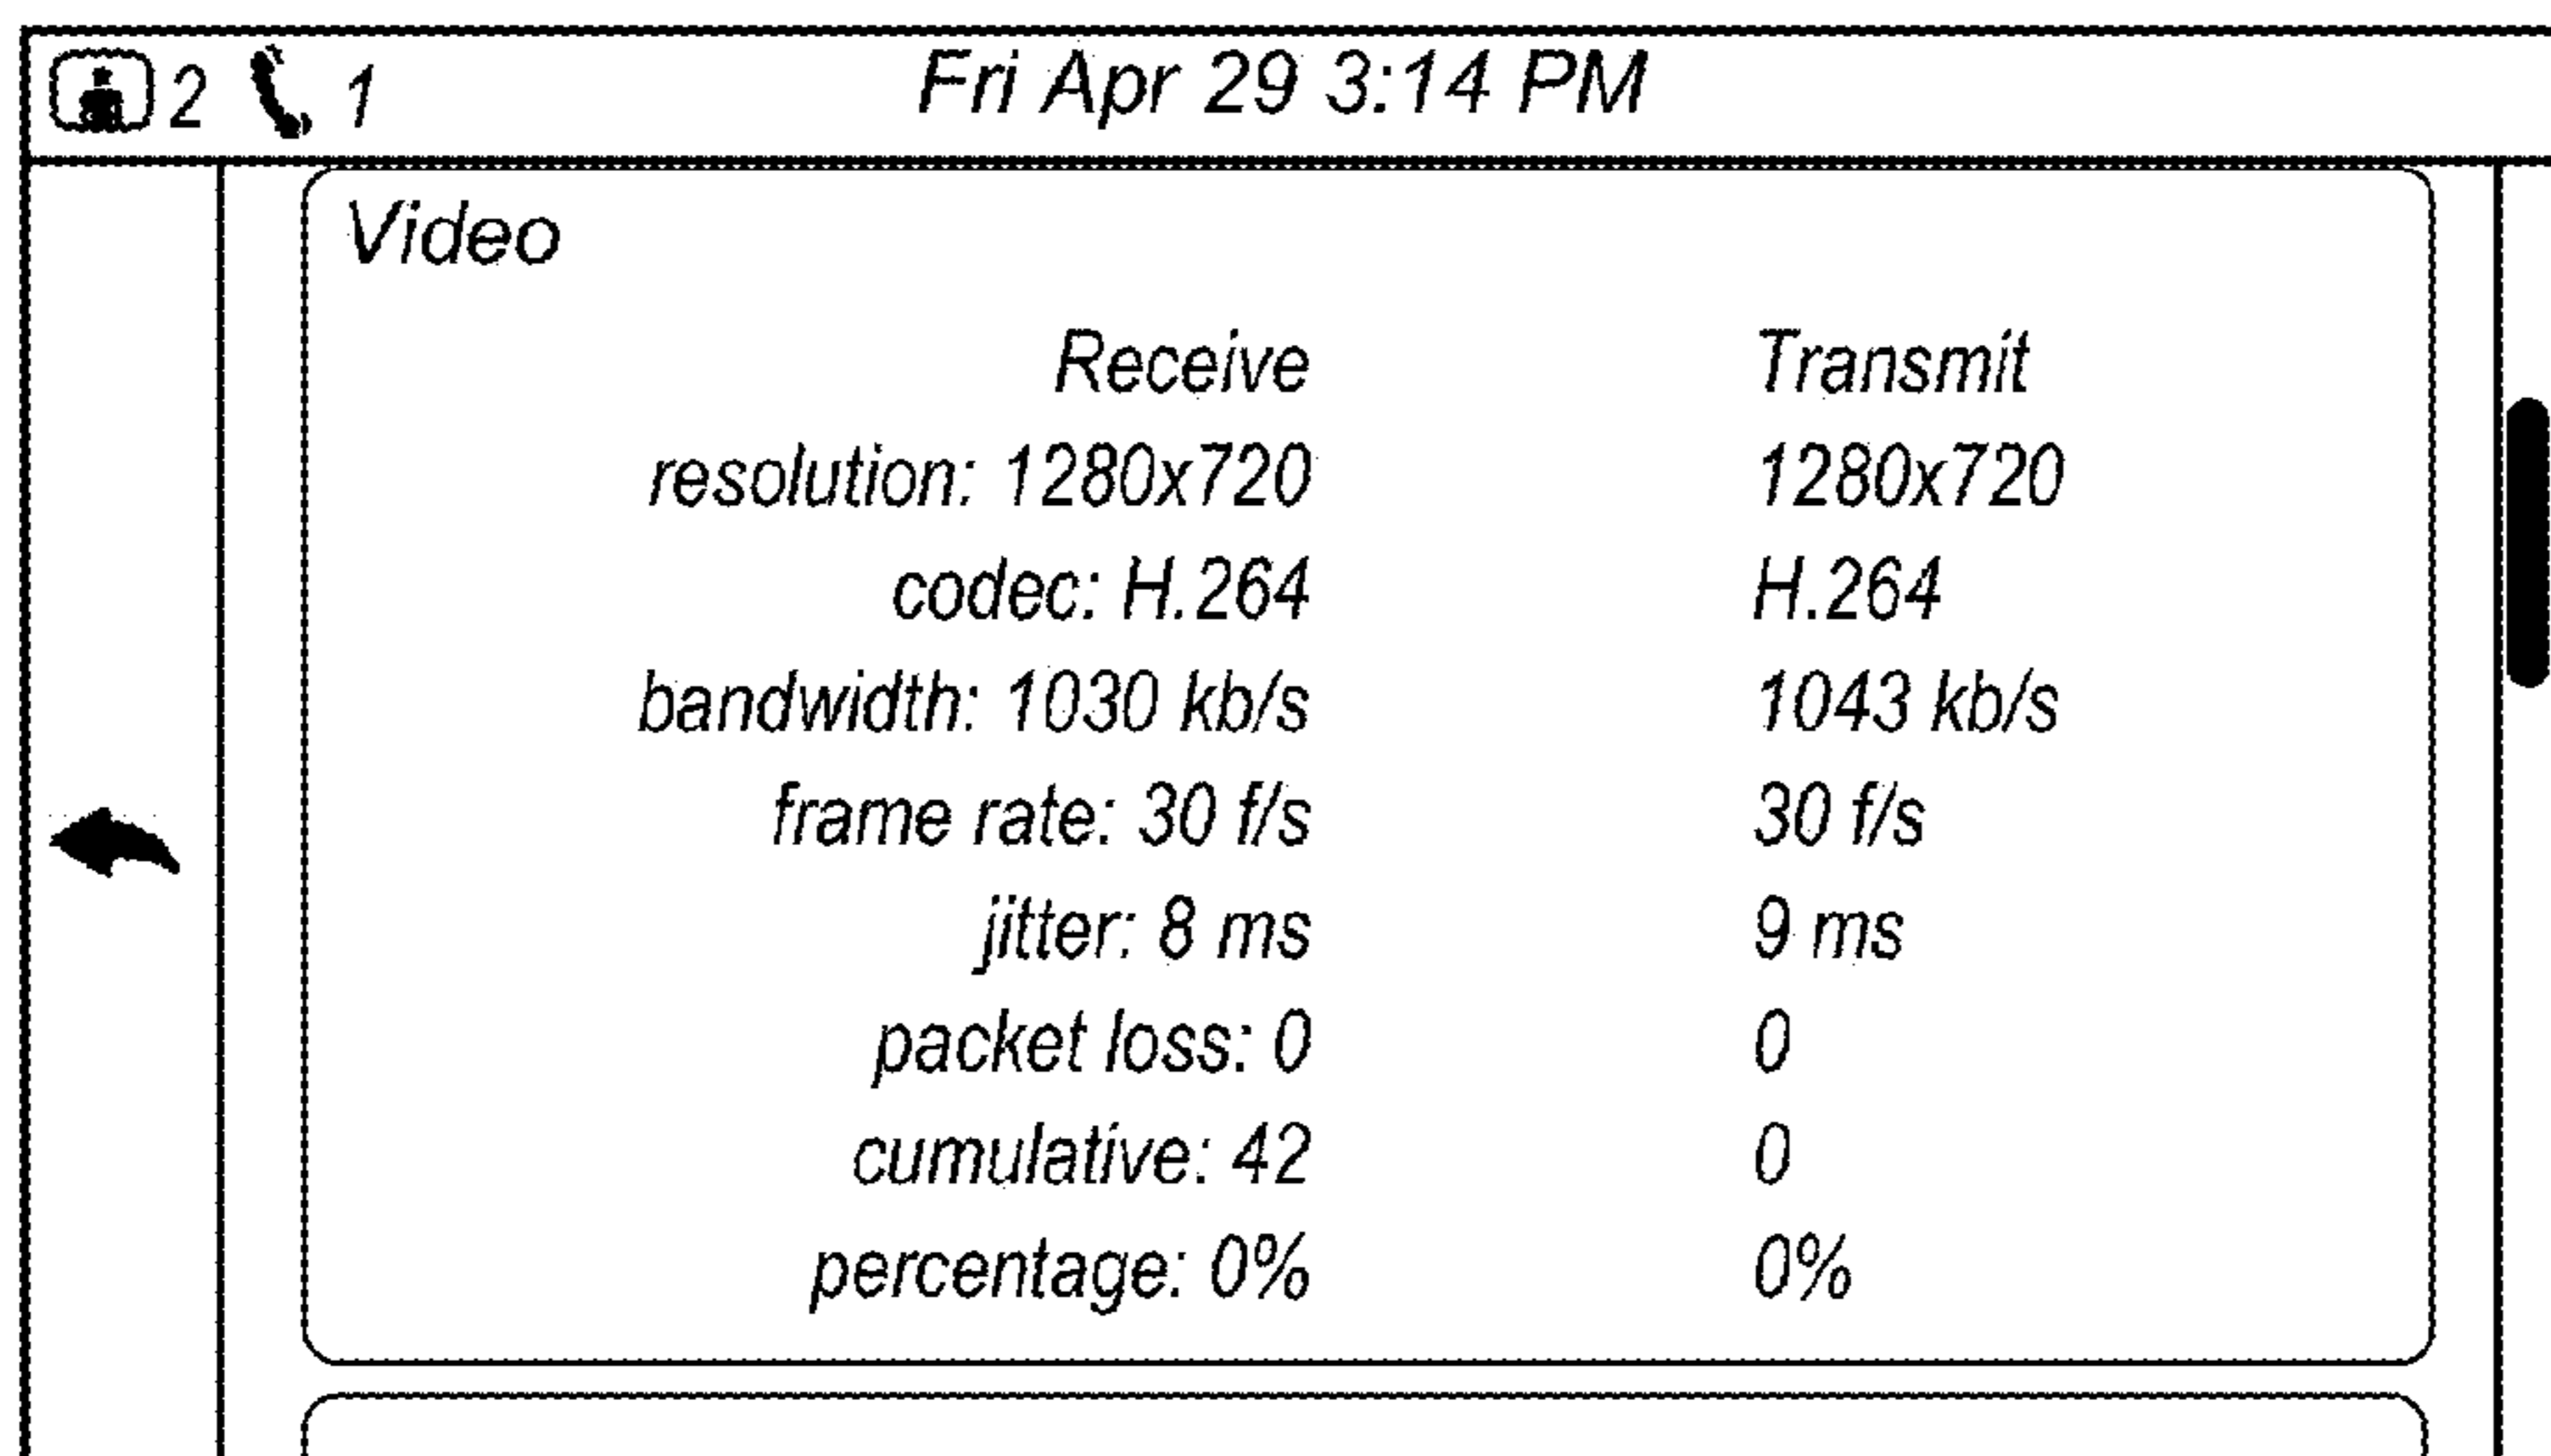 2 1 Fri Apr 29 3:14 PM
Video
Receive Transmit
resolution: 1280x720 1280x720
codec: H.264 H.264
bandwidth: 1030 kb/s 1043 kb/s
frame rate: 30 f/s 30 f/s
jitter: 8 ms 9 ms
packet loss: 0 0
cumulative: 42 0
percentage: 0% 0%